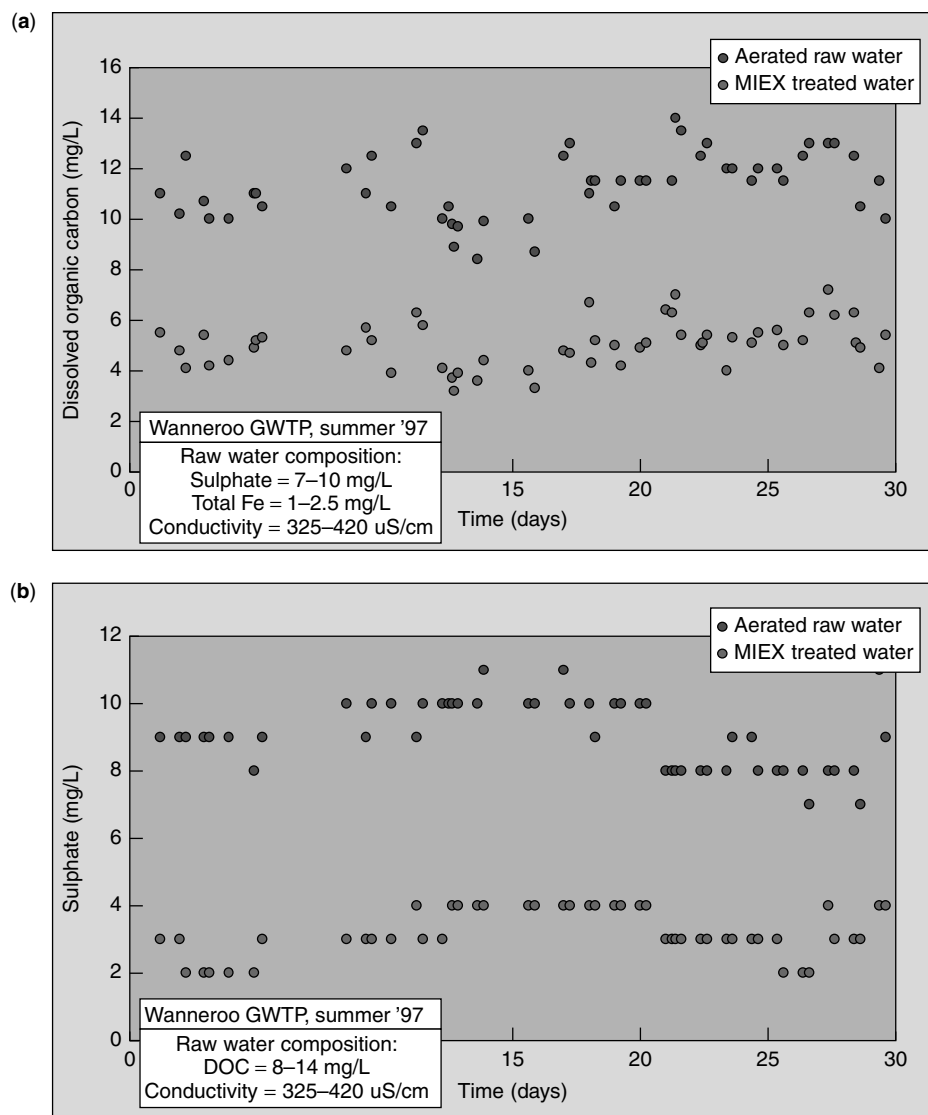 (a)
Aerated raw water
MIEX treated water
16
14
12
10
8
6
4
2
0
Dissolved organic carbon (mg/L)
Wanneroo GWTP, summer '97
Raw water composition:
Sulphate = 7–10 mg/L
Total Fe = 1–2.5 mg/L
Conductivity = 325–420 uS/cm
0
15
20
25
30
Time (days)
(b)
Aerated raw water
MIEX treated water
12
10
8
6
4
2
0
Sulphate (mg/L)
Wanneroo GWTP, summer '97
Raw water composition:
DOC = 8–14 mg/L
Conductivity = 325–420 uS/cm
0
15
20
25
30
Time (days)